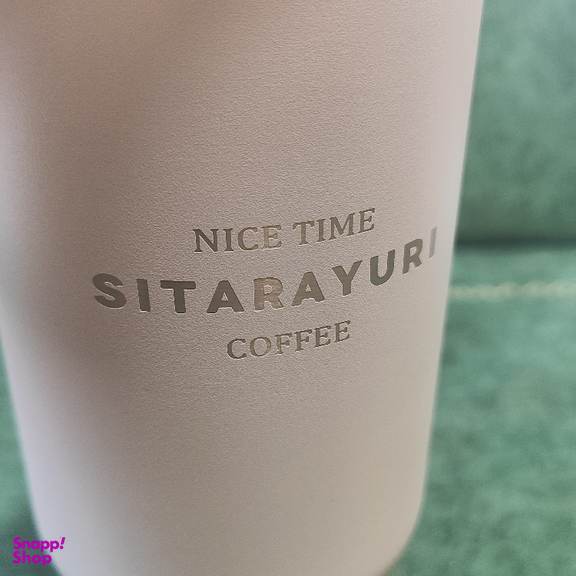 NICE TIME
SITARAYURI
COFFEE
Snapp!
Shop